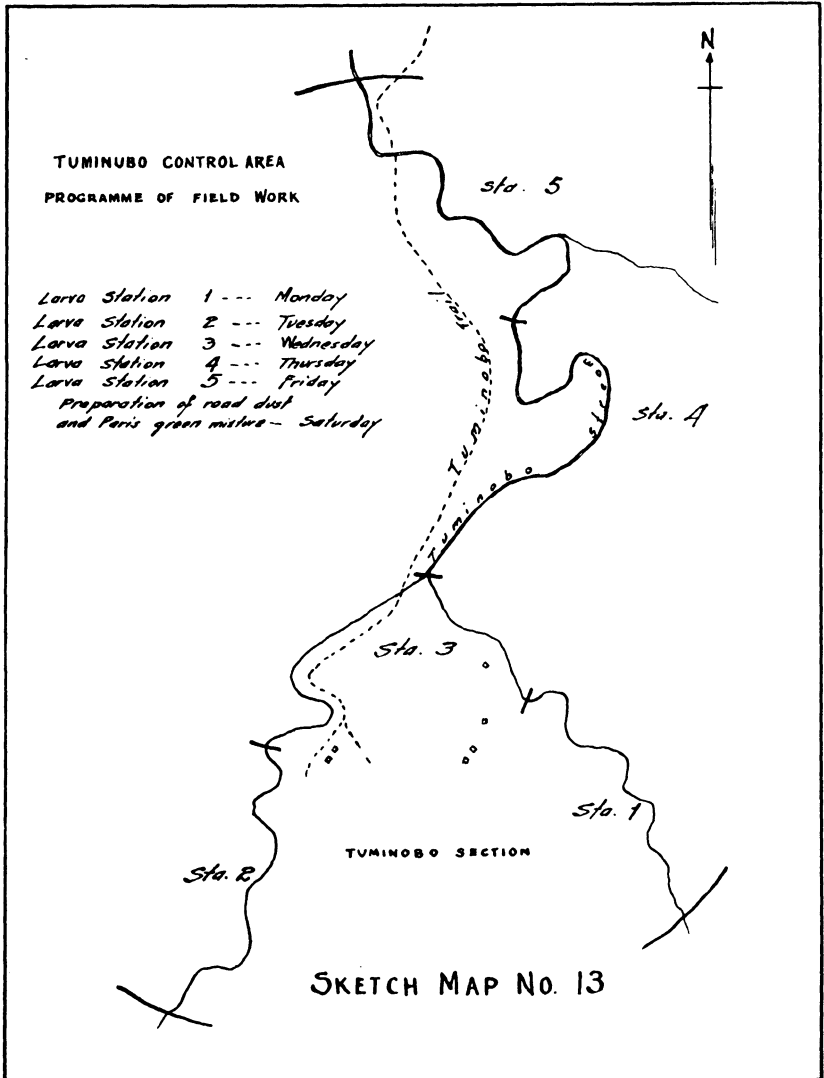 N
TUMINUBO CONTROL AREA
PROGRAMME OF FIELD WORK
Sta. 5
Larva Station 1 --- Monday
Larva Station 2 --- Tuesday
Larva Station 3 --- Wednesday
Larva Station 4 --- Thursday
Larva Station 5 --- Friday
Preparation of road dust
and Paris green mixture - Saturday
Tuminobo Trail
Sta. 4
Tuminobo Stream
Sta. 3
Sta. 1
TUMINOBO SECTION
Sta. 2
SKETCH MAP NO. 13